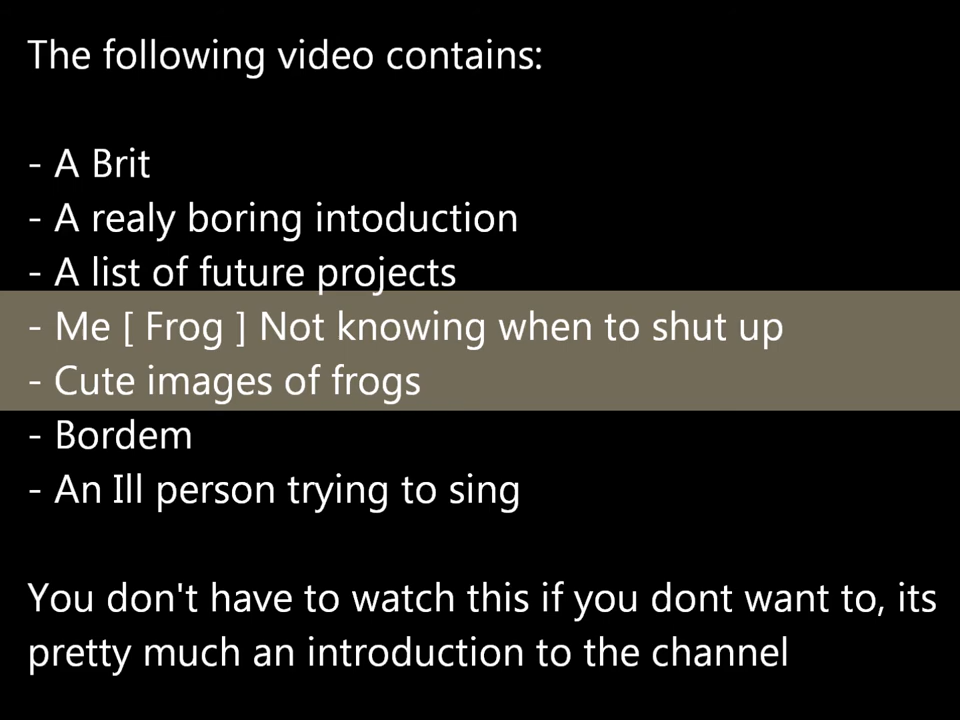 The following video contains:
- A Brit
- A realy boring intoduction
- A list of future projects
- Me [ Frog ] Not knowing when to shut up
- Cute images of frogs
- Bordem
- An Ill person trying to sing
You don't have to watch this if you dont want to, its
pretty much an introduction to the channel